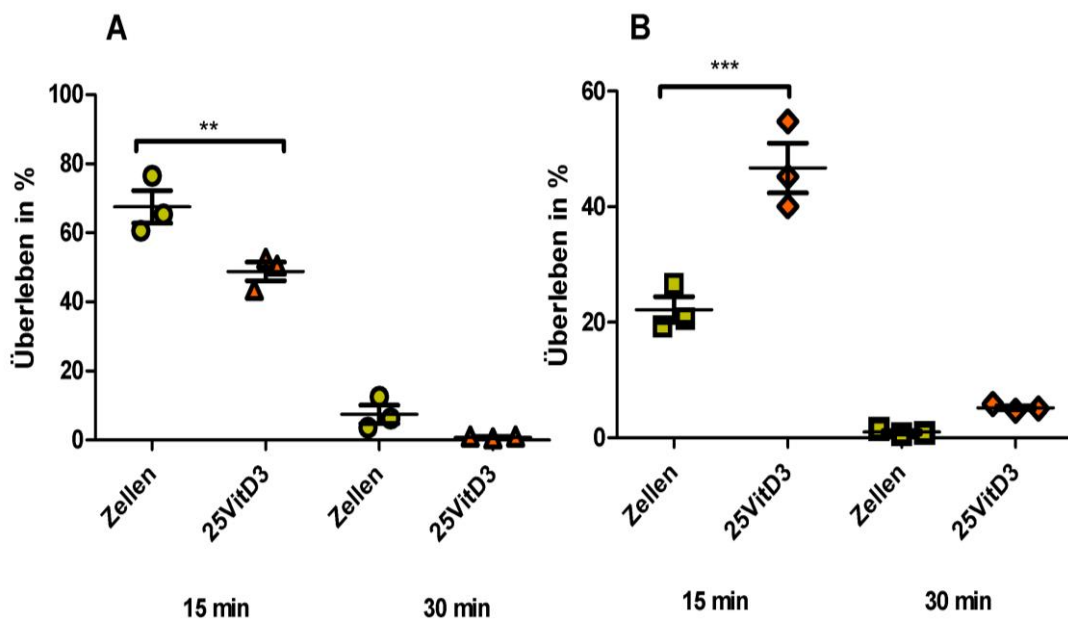 A
B
**
***
Überleben in %
100
80
60
40
20
0
Zellen
25VitD3
Zellen
25VitD3
15 min
30 min
Überleben in %
60
40
20
0
Zellen
25VitD3
Zellen
25VitD3
15 min
30 min